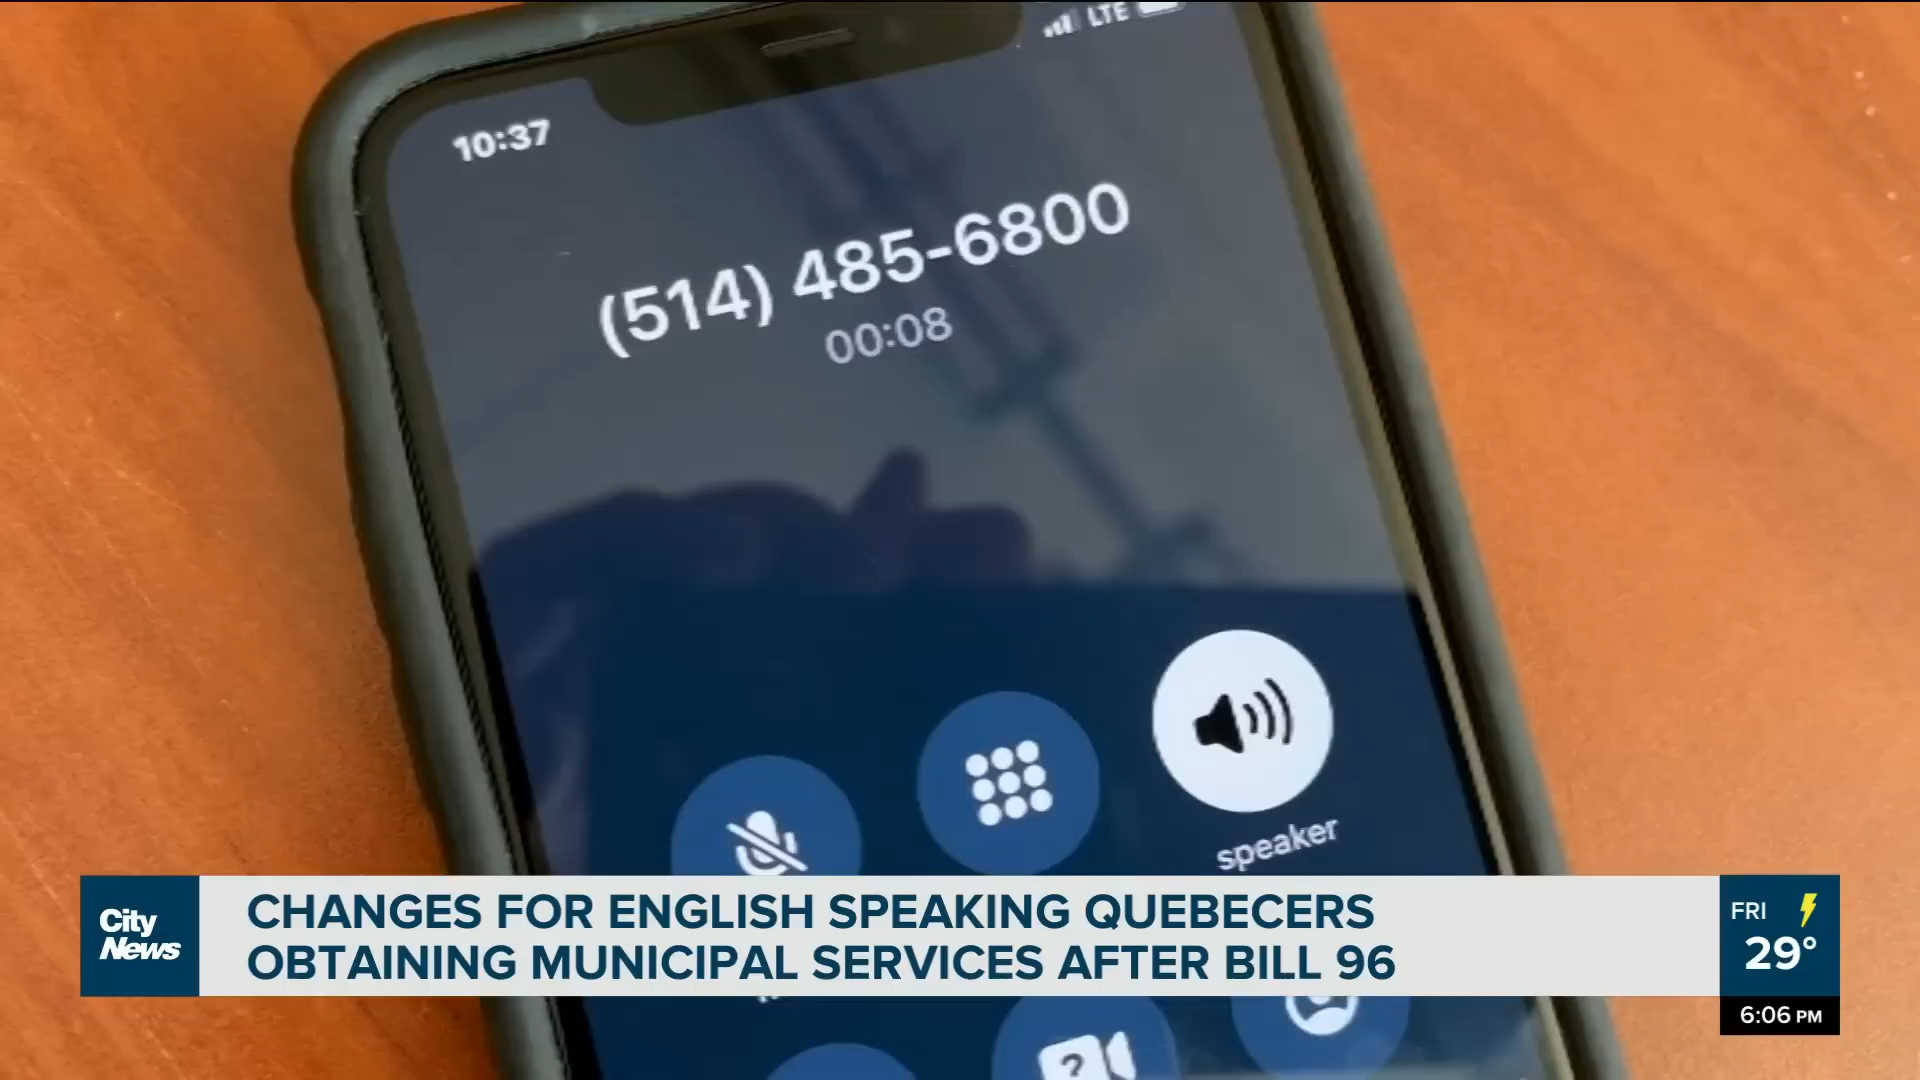 LTE
10:37
(514) 485-6800
00:08
speaker
City
News
CHANGES FOR ENGLISH SPEAKING QUEBECERS
OBTAINING MUNICIPAL SERVICES AFTER BILL 96
FRI
29°
6:06 PM
?